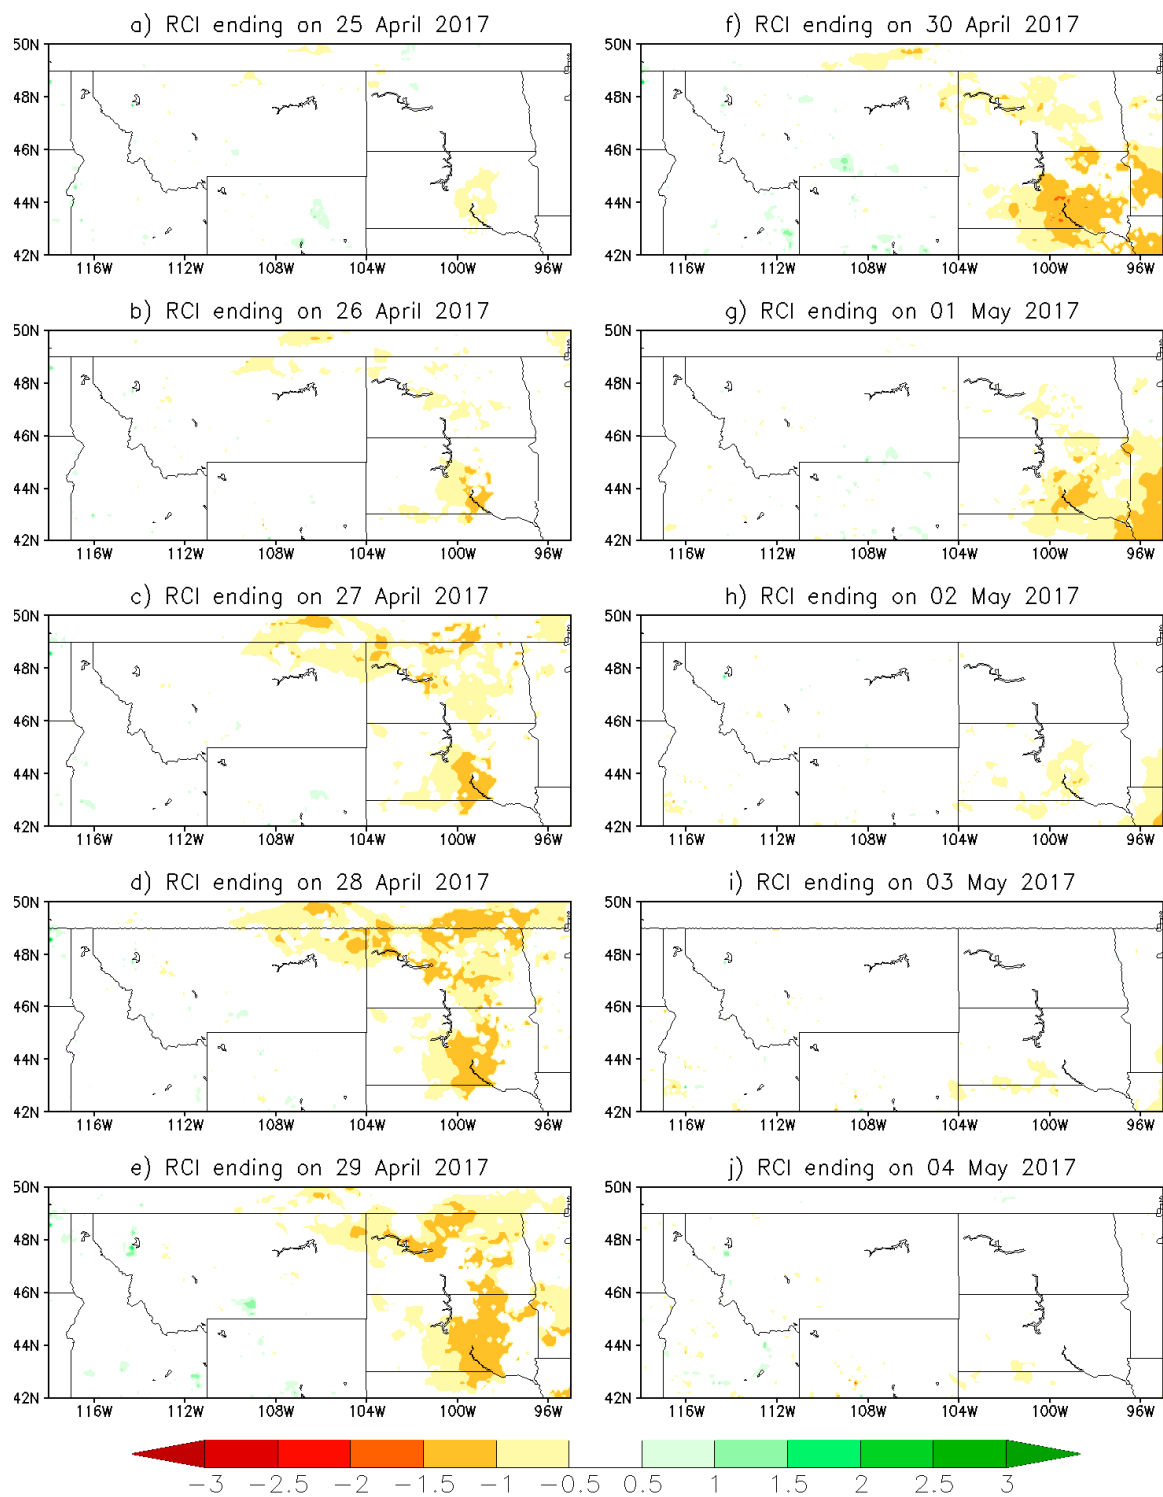 a) RCI ending on 25 April 2017
50N
48N
46N
44N
42N
116W 112W 108W 104W 100W 96W
f) RCI ending on 30 April 2017
50N
48N
46N
44N
42N
116W 112W 108W 104W 100W 96W
b) RCI ending on 26 April 2017
50N
48N
46N
44N
42N
116W 112W 108W 104W 100W 96W
g) RCI ending on 01 May 2017
50N
48N
46N
44N
42N
116W 112W 108W 104W 100W 96W
c) RCI ending on 27 April 2017
50N
48N
46N
44N
42N
116W 112W 108W 104W 100W 96W
h) RCI ending on 02 May 2017
50N
48N
46N
44N
42N
116W 112W 108W 104W 100W 96W
d) RCI ending on 28 April 2017
50N
48N
46N
44N
42N
116W 112W 108W 104W 100W 96W
i) RCI ending on 03 May 2017
50N
48N
46N
44N
42N
116W 112W 108W 104W 100W 96W
e) RCI ending on 29 April 2017
50N
48N
46N
44N
42N
116W 112W 108W 104W 100W 96W
j) RCI ending on 04 May 2017
50N
48N
46N
44N
42N
116W 112W 108W 104W 100W 96W
−3 −2.5 −2 −1.5 −1 −0.5 0.5 1 1.5 2 2.5 3